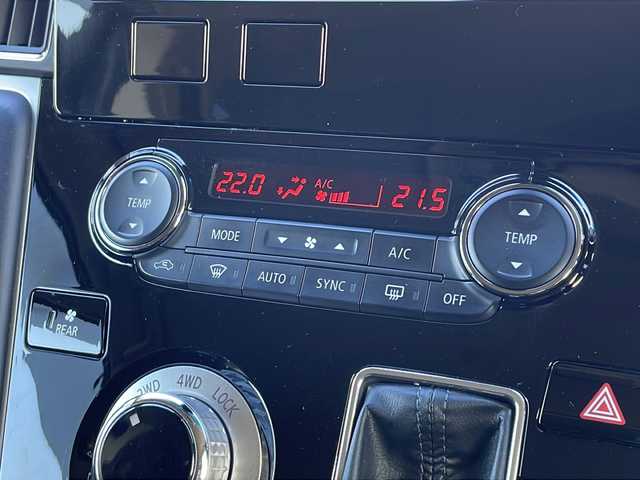 22.0 A/C 21.5
TEMP
MODE
A/C
TEMP
AUTO
SYNC
OFF
REAR
2WD 4WD LOCK